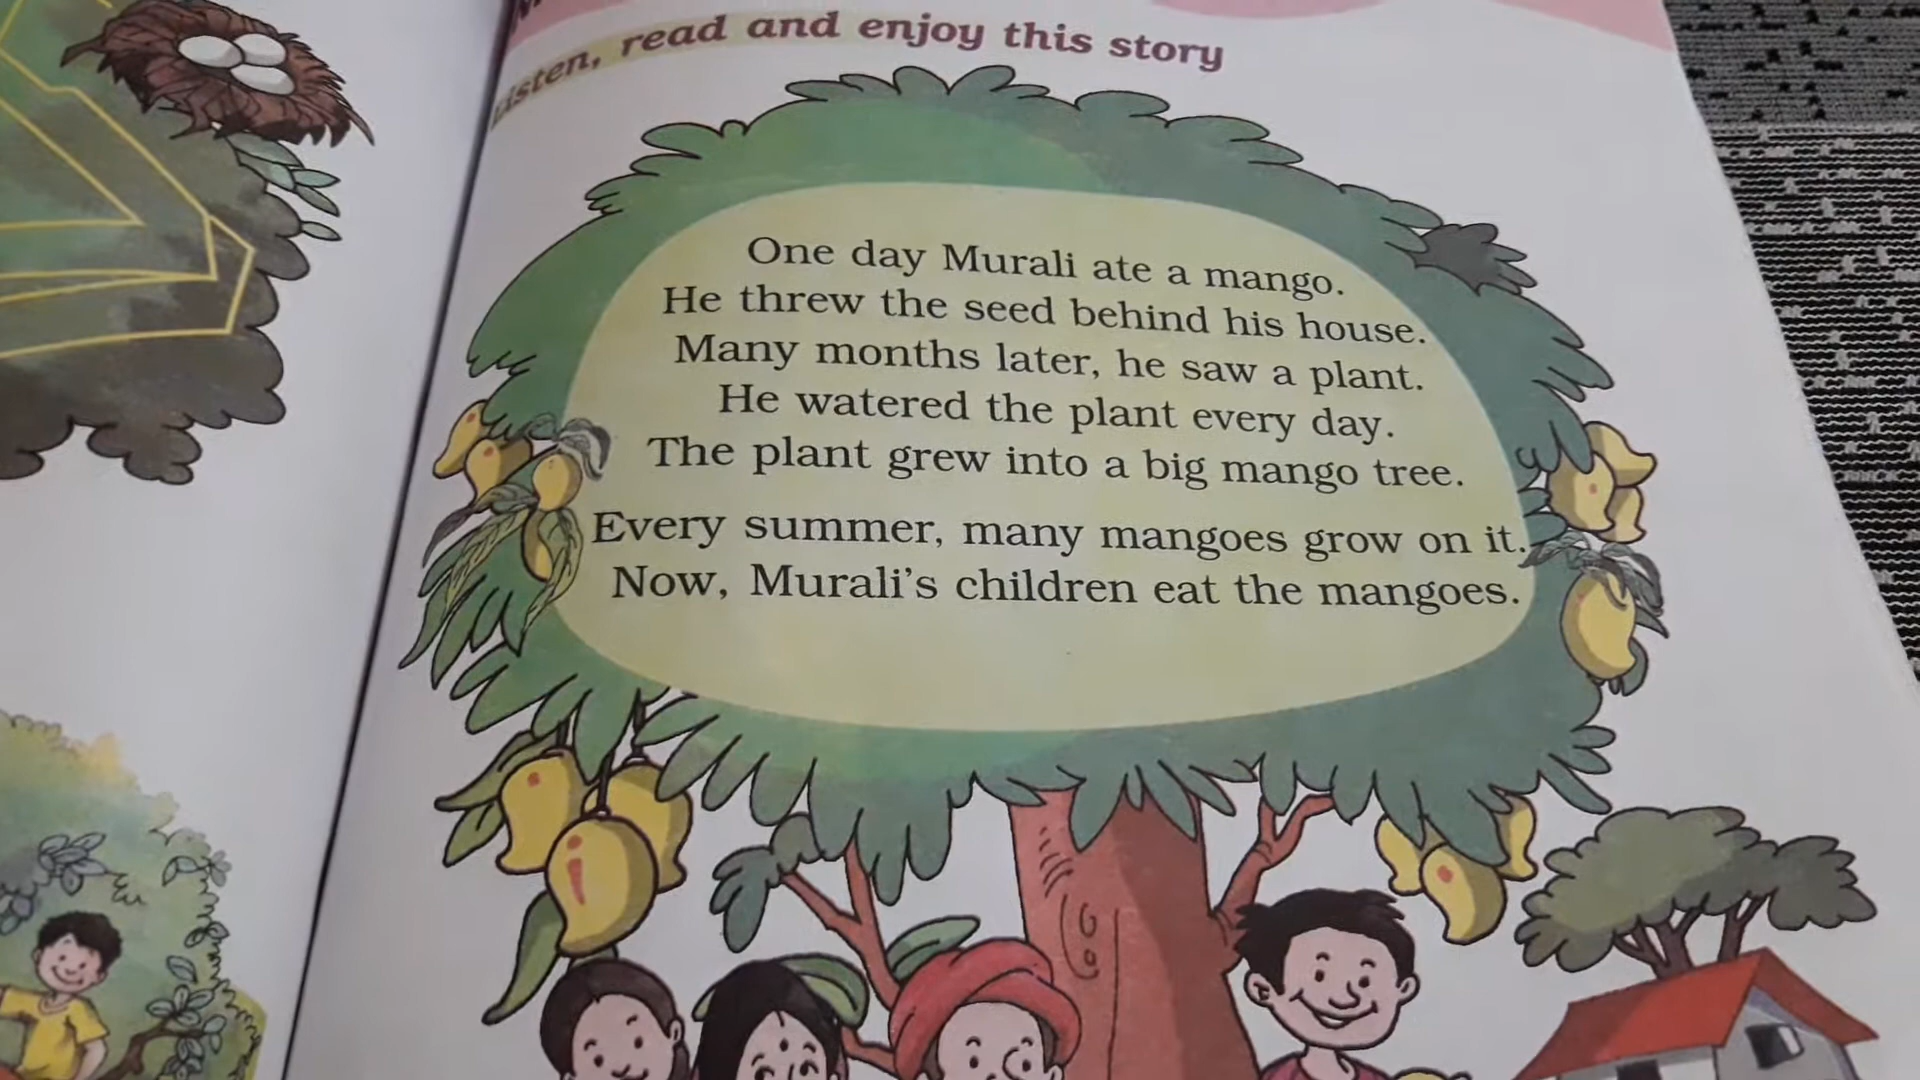 Listen, read and enjoy this story
One day Murali ate a mango.
He threw the seed behind his house.
Many months later, he saw a plant.
He watered the plant every day.
The plant grew into a big mango tree.
Every summer, many mangoes grow on it.
Now, Murali's children eat the mangoes.